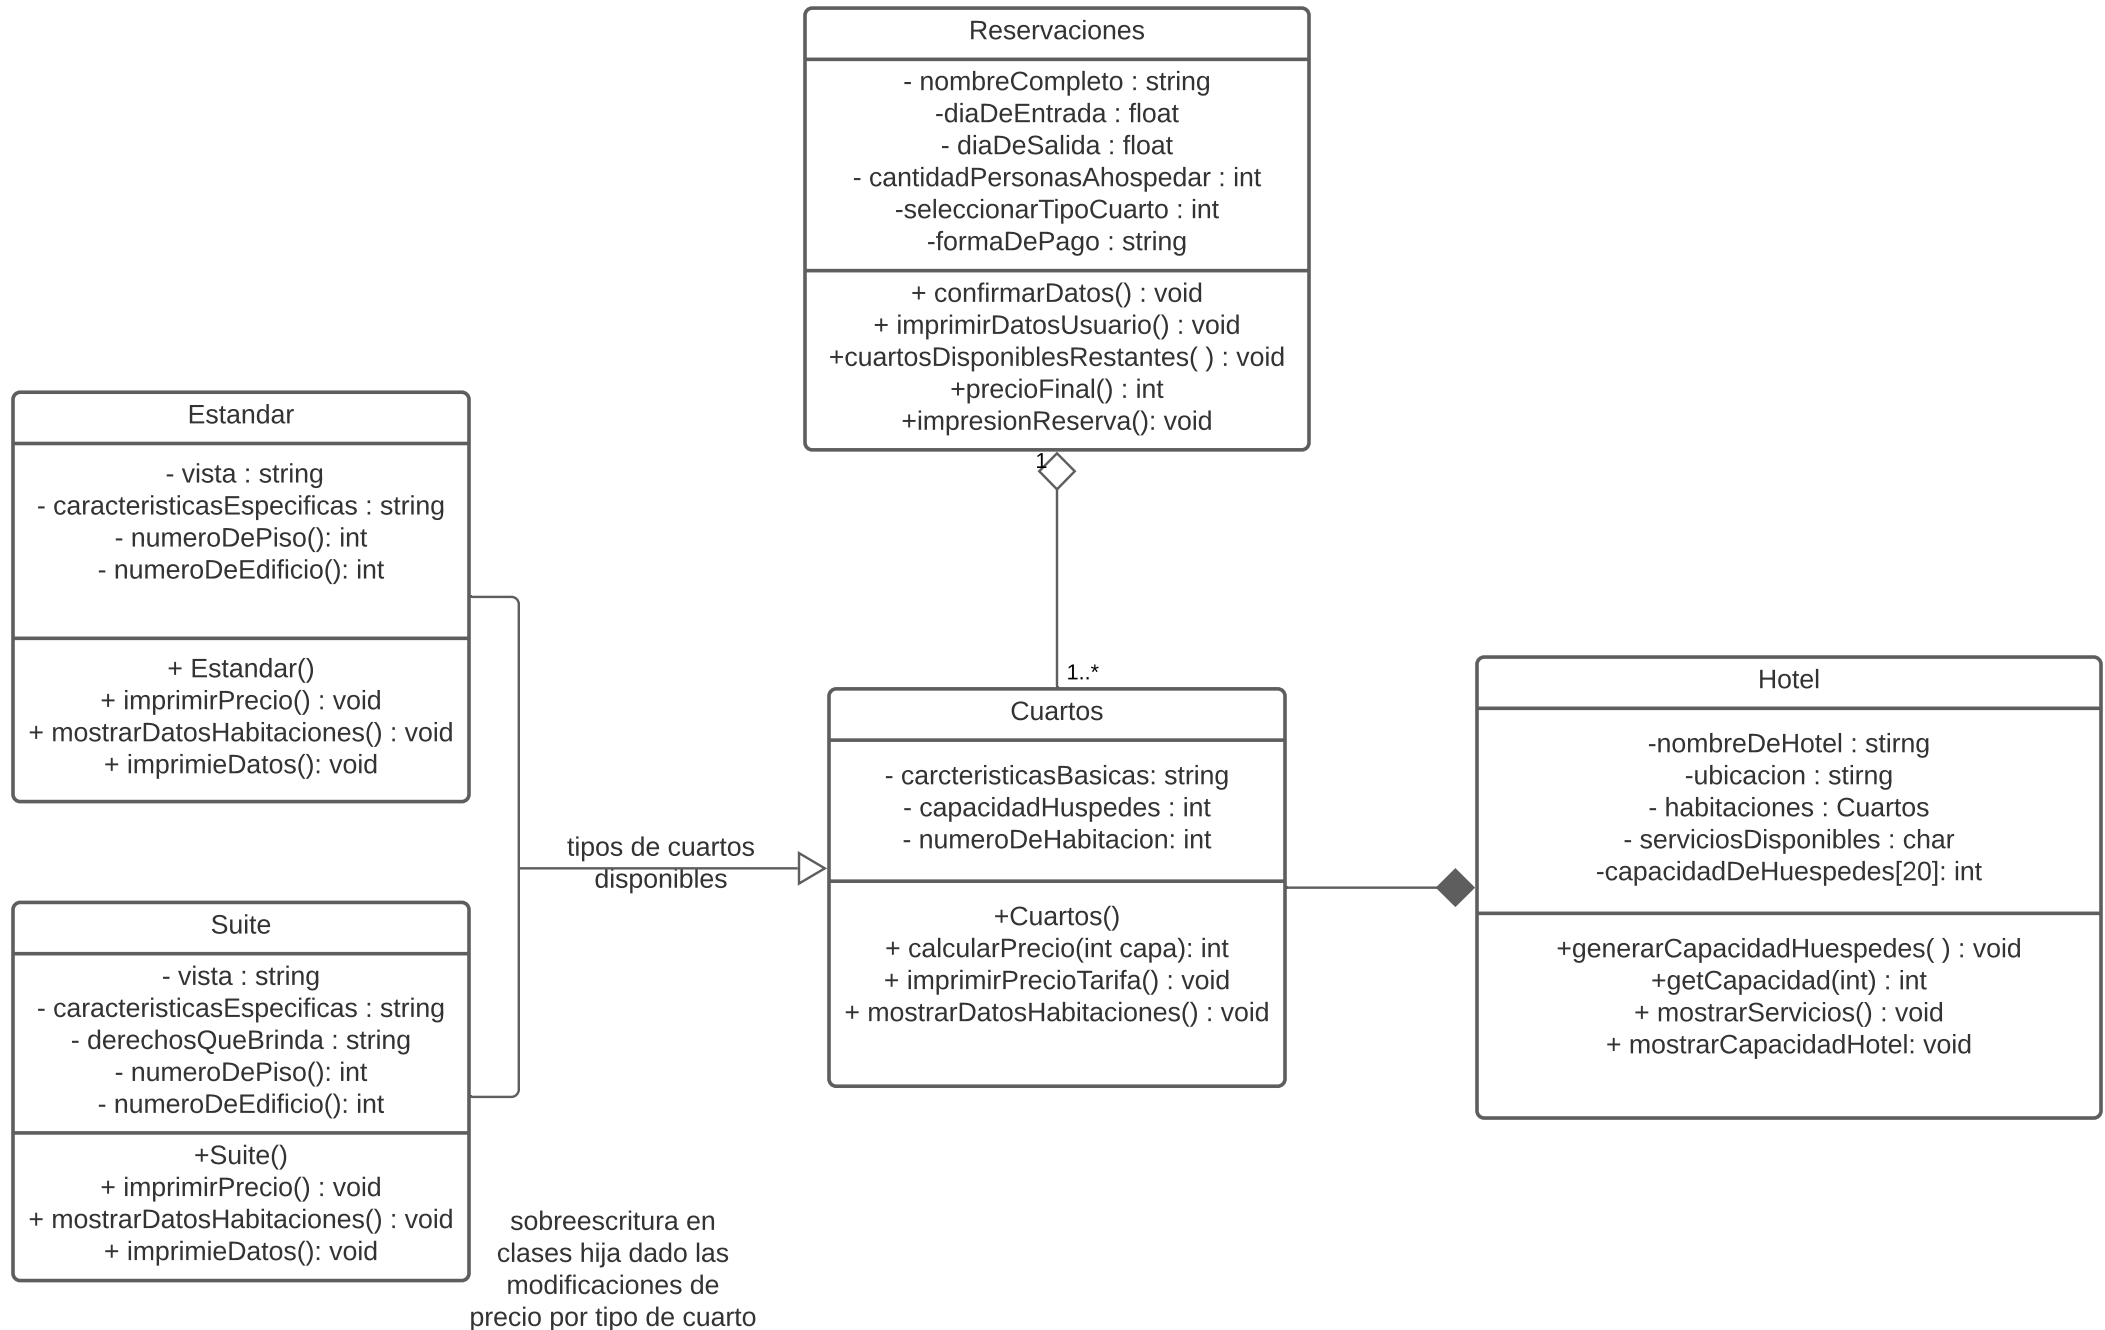 Reservaciones
- nombreCompleto : string
-diaDeEntrada : float
- diaDeSalida : float
- cantidadPersonasAhospedar : int
-seleccionarTipoCuarto : int
-formaDePago : string
+ confirmarDatos() : void
+ imprimirDatosUsuario() : void
+cuartosDisponiblesRestantes( ) : void
+precioFinal() : int
+impresionReserva(): void
1
1..*
Estandar
- vista : string
- caracteristicasEspecificas : string
- numeroDePiso(): int
- numeroDeEdificio(): int
+ Estandar()
+ imprimirPrecio() : void
+ mostrarDatosHabitaciones() : void
+ imprimieDatos(): void
tipos de cuartos
disponibles
Cuartos
- carcteristicasBasicas: string
- capacidadHuspedes : int
- numeroDeHabitacion: int
+Cuartos()
+ calcularPrecio(int capa): int
+ imprimirPrecioTarifa() : void
+ mostrarDatosHabitaciones() : void
Hotel
-nombreDeHotel : stirng
-ubicacion : stirng
- habitaciones : Cuartos
- serviciosDisponibles : char
-capacidadDeHuespedes[20]: int
+generarCapacidadHuespedes( ) : void
+getCapacidad(int) : int
+ mostrarServicios() : void
+ mostrarCapacidadHotel: void
Suite
- vista : string
- caracteristicasEspecificas : string
- derechosQueBrinda : string
- numeroDePiso(): int
- numeroDeEdificio(): int
+Suite()
+ imprimirPrecio() : void
+ mostrarDatosHabitaciones() : void
+ imprimieDatos(): void
sobreescritura en
clases hija dado las
modificaciones de
precio por tipo de cuarto